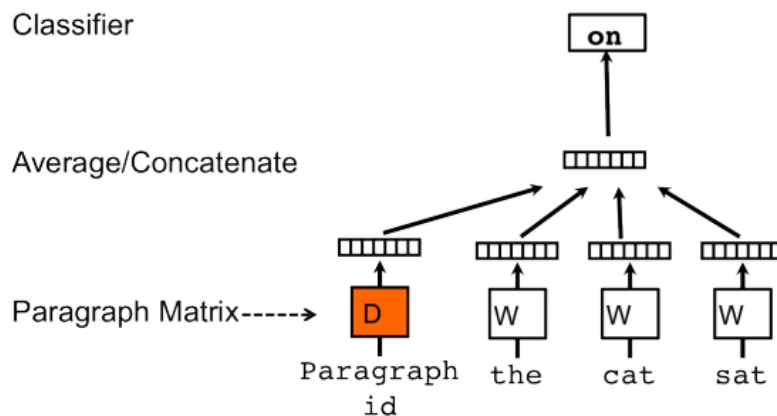 Classifier
on
Average/Concatenate
Paragraph Matrix
D
W
W
W
Paragraph
id
the
cat
sat